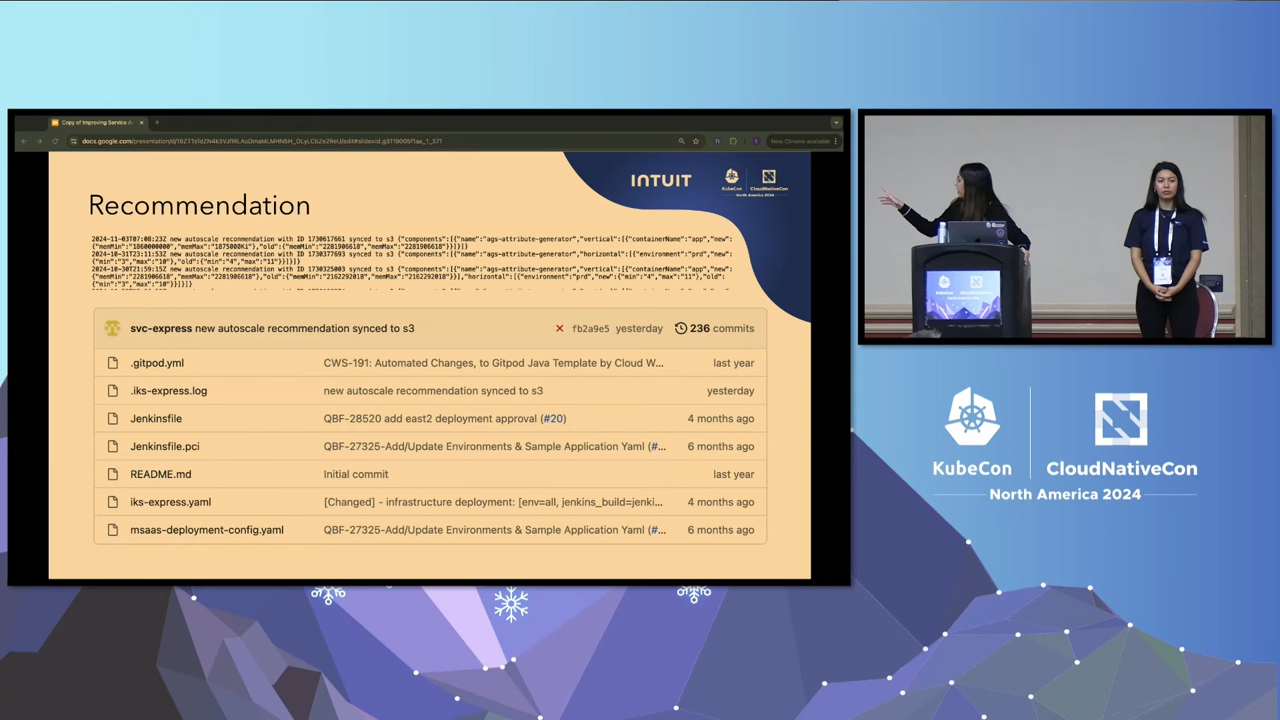 Copy of Improving Service A
docs.google.com/presentation/d/
New Chrome available
INTUIT
KubeCon
CloudNativeCon
North America 2024
Recommendation
2024-11-03T07:08:23Z new autoscale recommendation with ID 1730617661 synced to s3 {"components":[{"name":"ags-attribute-generator","vertical":[{"containerName":"app","new":
{"memMin":"1860000000","memMax":"1875000Ki"},"old":{"memMin":"2281906618","memMax":"2281906618"}}]}]}
2024-10-31T23:11:53Z new autoscale recommendation with ID 1730377693 synced to s3 {"components":[{"name":"ags-attribute-generator","horizontal":[{"environment":"prd","new":
{"min":"3","max":"10"},"old":{"min":"4","max":"11"}}]}]}
2024-10-30T21:59:15Z new autoscale recommendation with ID 1730325003 synced to s3 {"components":[{"name":"ags-attribute-generator","vertical":[{"containerName":"app","new":
{"memMin":"2281906618","memMax":"2281906618"},"old":{"memMin":"2162292018","memMax":"2162292018"}}],"horizontal":[{"environment":"prd","new":{"min":"4","max":"11"},"old":
{"min":"3","max":"10"}}]}]}
svc-express new autoscale recommendation synced to s3 fb2a9e5 yesterday 236 commits
.gitpod.yml CWS-191: Automated Changes, to Gitpod Java Template by Cloud W... last year
.iks-express.log new autoscale recommendation synced to s3 yesterday
Jenkinsfile QBF-28520 add east2 deployment approval (#20) 4 months ago
Jenkinsfile.pci QBF-27325-Add/Update Environments & Sample Application Yaml (#... 6 months ago
README.md Initial commit last year
iks-express.yaml [Changed] - infrastructure deployment: [env=all, jenkins_build=jenki... 4 months ago
msaas-deployment-config.yaml QBF-27325-Add/Update Environments & Sample Application Yaml (#... 6 months ago
KubeCon
CloudNativeCon
North America 2024